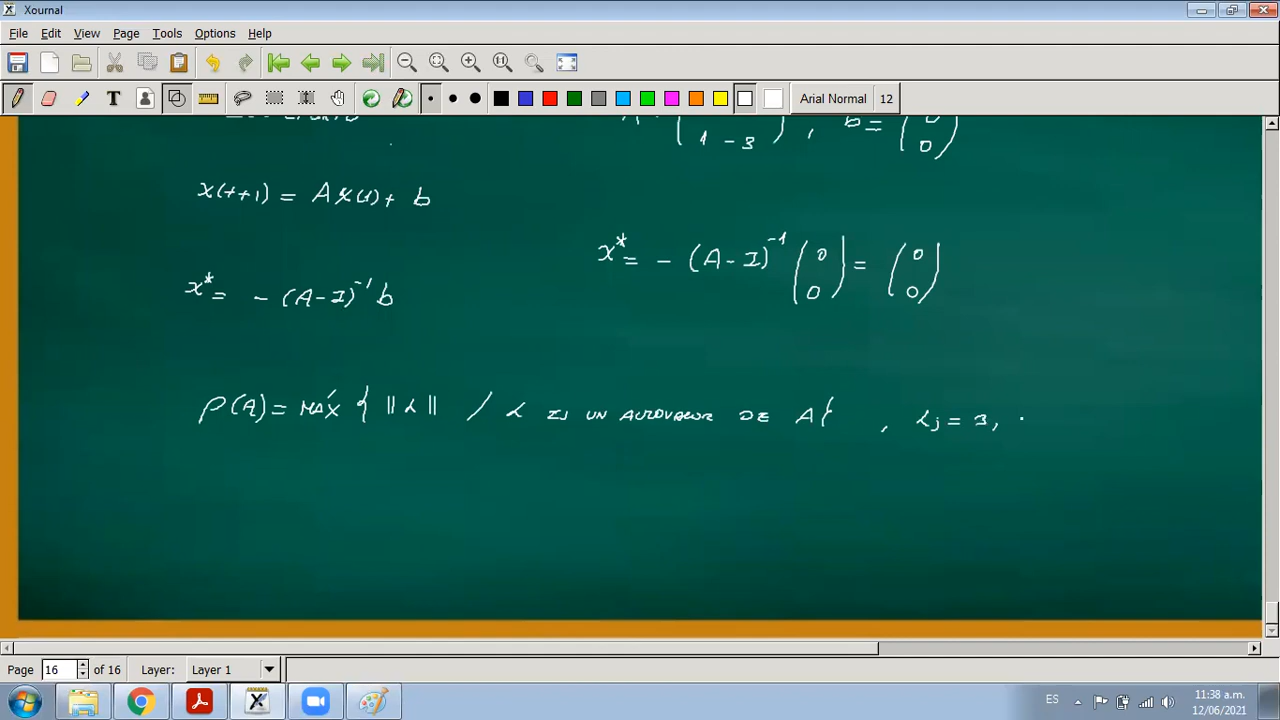 Xournal
File Edit View Page Tools Options Help
Arial Normal 12
1 -3 ) , b = ( 0
0 )
x(t+1) = Ax(t) + b
x* = - (A - I)⁻¹ (0 0) = (0 0)
x* = - (A - I)⁻¹ b
ρ(A) = MÁX { ‖α‖ / α ES UN AUTOVALOR DE A} , αj = 3,
Page 16 of 16 Layer: Layer 1
ES 11:38 a.m.
12/06/2021